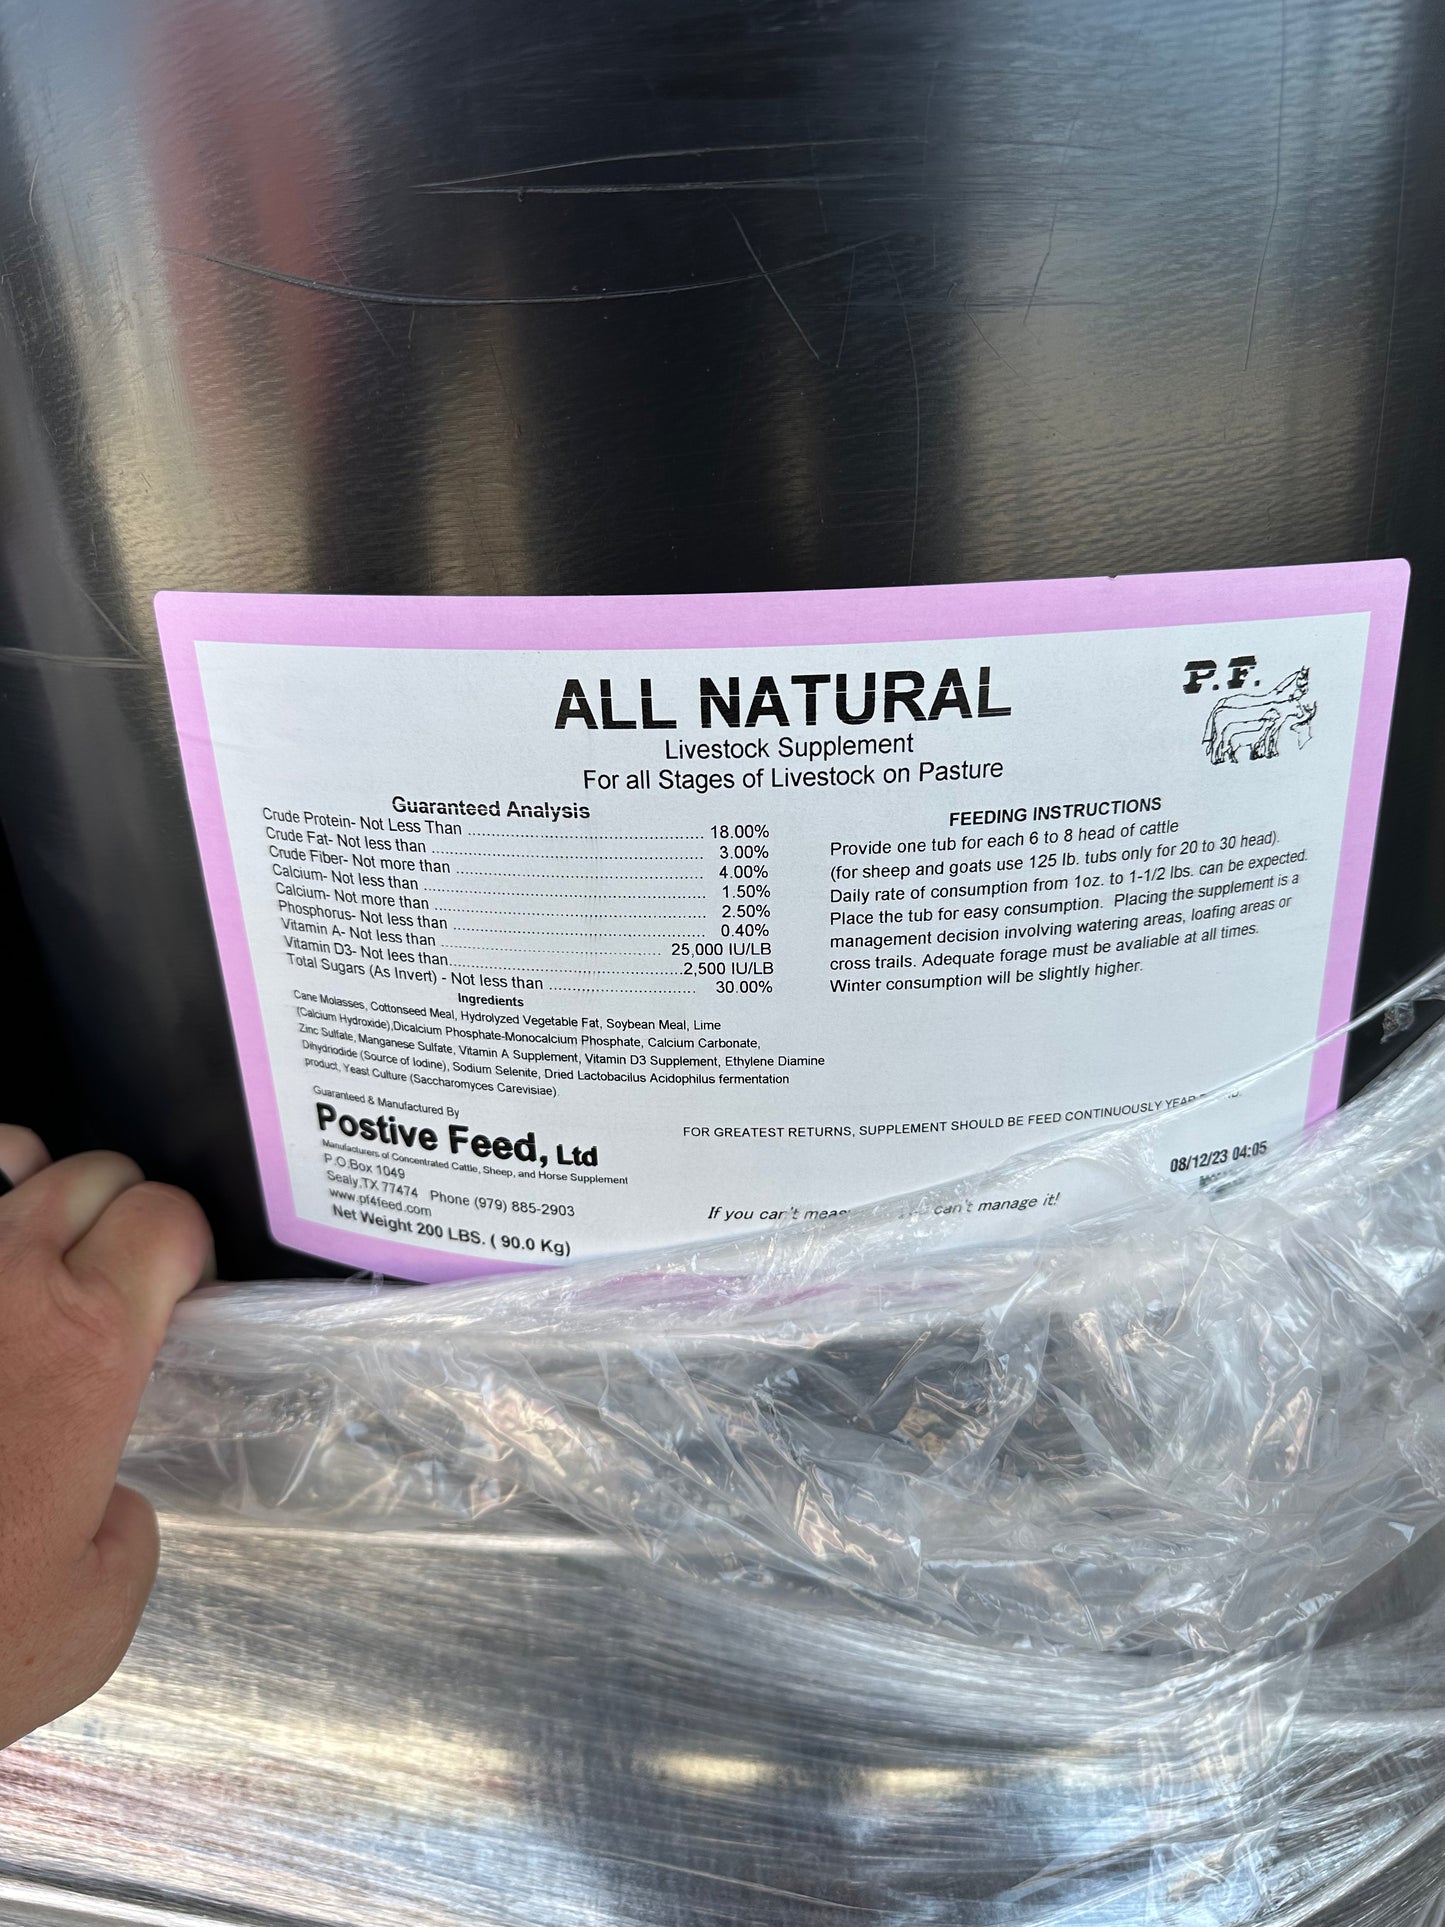 ALL NATURAL
Livestock Supplement
For all Stages of Livestock on Pasture
P.F.
Guaranteed Analysis
Crude Protein- Not Less Than ........ 18.00%
Crude Fat- Not less than ........ 3.00%
Crude Fiber- Not more than ........ 4.00%
Calcium- Not less than ........ 1.50%
Calcium- Not more than ........ 2.50%
Phosphorus- Not less than ........ 0.40%
Vitamin A- Not less than ........ 25,000 IU/LB
Vitamin D3- Not lees than........ 2,500 IU/LB
Total Sugars (As Invert) - Not less than ........ 30.00%
Ingredients
Cane Molasses, Cottonseed Meal, Hydrolyzed Vegetable Fat, Soybean Meal, Lime
(Calcium Hydroxide),Dicalcium Phosphate-Monocalcium Phosphate, Calcium Carbonate,
Zinc Sulfate, Manganese Sulfate, Vitamin A Supplement, Vitamin D3 Supplement, Ethylene Diamine
Dihydriodide (Source of Iodine), Sodium Selenite, Dried Lactobacilus Acidophilus fermentation
product, Yeast Culture (Saccharomyces Carevisiae)
FEEDING INSTRUCTIONS
Provide one tub for each 6 to 8 head of cattle
(for sheep and goats use 125 lb. tubs only for 20 to 30 head).
Daily rate of consumption from 1oz. to 1-1/2 lbs. can be expected.
Place the tub for easy consumption. Placing the supplement is a
management decision involving watering areas, loafing areas or
cross trails. Adequate forage must be avaliable at all times.
Winter consumption will be slightly higher.
Guaranteed & Manufactured By
Postive Feed, Ltd
Manufacturers of Concentrated Cattle, Sheep, and Horse Supplement
P.O.Box 1049
Sealy,TX 77474 Phone (979) 885-2903
www.pf4feed.com
Net Weight 200 LBS. ( 90.0 Kg)
FOR GREATEST RETURNS, SUPPLEMENT SHOULD BE FEED CONTINUOUSLY YEAR
08/12/23 04:05
If you can't can't manage it!